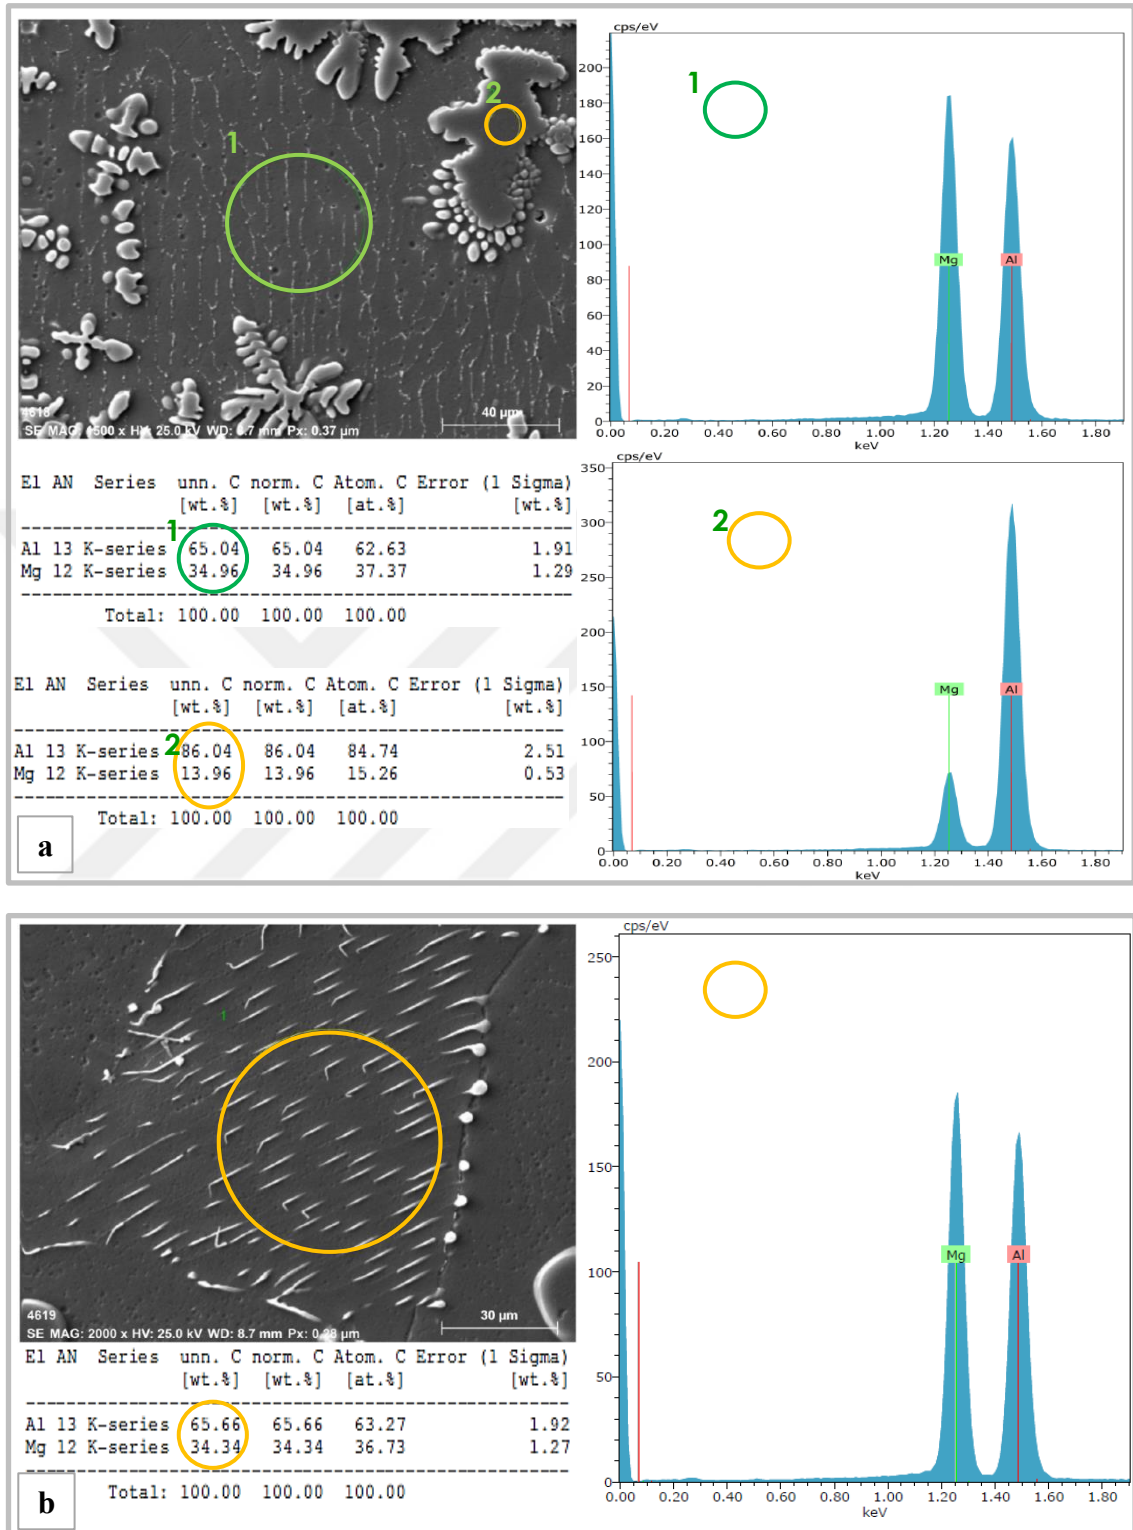 1
2
4618
SE MAG: 1500 x HV: 25.0 kV WD: 8.7 mm Px: 0.37 µm
40 µm
cps/eV
1
200
180
160
140
120
100
80
60
40
20
0
Mg
Al
0.20 0.40 0.60 0.80 1.00 1.20 1.40 1.60 1.80
keV
El AN Series unn. C norm. C Atom. C Error (1 Sigma)
[wt.%] [wt.%] [at.%] [wt.%]
1
Al 13 K-series 65.04 65.04 62.63 1.91
Mg 12 K-series 34.96 34.96 37.37 1.29
Total: 100.00 100.00 100.00
El AN Series unn. C norm. C Atom. C Error (1 Sigma)
[wt.%] [wt.%] [at.%] [wt.%]
2
Al 13 K-series 86.04 86.04 84.74 2.51
Mg 12 K-series 13.96 13.96 15.26 0.53
Total: 100.00 100.00 100.00
a
cps/eV
2
350
300
250
200
150
100
50
0
Mg
Al
0.00 0.20 0.40 0.60 0.80 1.00 1.20 1.40 1.60 1.80
keV
1
4619
SE MAG: 2000 x HV: 25.0 kV WD: 8.7 mm Px: 0.28 µm
30 µm
El AN Series unn. C norm. C Atom. C Error (1 Sigma)
[wt.%] [wt.%] [at.%] [wt.%]
Al 13 K-series 65.66 65.66 63.27 1.92
Mg 12 K-series 34.34 34.34 36.73 1.27
Total: 100.00 100.00 100.00
b
cps/eV
250
200
150
100
50
0
Mg
Al
0.00 0.20 0.40 0.60 0.80 1.00 1.20 1.40 1.60 1.80
keV